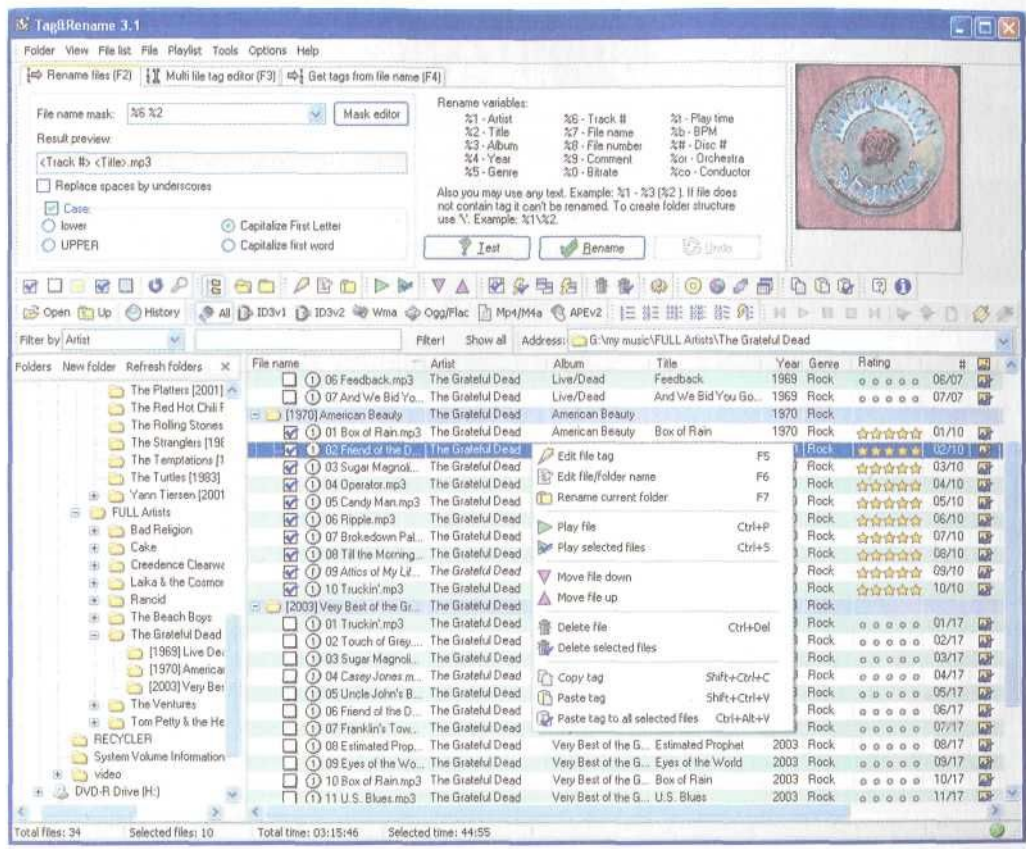 Tag&Rename 3.1
Folder View File list File Playlist Tools Options Help
Rename files (F2) Multi file tag editor (F3) Get tags from file name (F4)
File name mask: %6 %2 Mask editor
Result preview:
<Track #> <Title>.mp3
Replace spaces by underscores
Case:
lower Capitalize First Letter
UPPER Capitalize first word
Rename variables:
%1 - Artist %6 - Track # %t - Play time
%2 - Title %7 - File name %b - BPM
%3 - Album %8 - File number %# - Disc #
%4 - Year %9 - Comment %or - Orchestra
%5 - Genre %0 - Bitrate %co - Conductor
Also you may use any text. Example: %1 - %3 (%2 ). If file does
not contain tag it can't be renamed. To create folder structure
use '\'. Example: %1\%2.
Test Rename Undo
Open Up History All ID3v1 ID3v2 Wma Ogg/Flac Mp4/M4a APEv2
Filter by Artist Filter! Show all Address: G:\my music\FULL Artists\The Grateful Dead
Folders New folder Refresh folders ×
The Platters [2001]
The Red Hot Chili F
The Rolling Stones
The Stranglers [198
The Temptations [1
The Turtles [1983]
Yann Tiersen [2001
FULL Artists
Bad Religion
Cake
Creedence Clearwa
Laika & the Cosmor
Rancid
The Beach Boys
The Grateful Dead
[1969] Live De
[1970] American
[2003] Very Bes
The Ventures
Tom Petty & the He
RECYCLER
System Volume Information
video
DVD-R Drive (H:)
File name Artist Album Title Year Genre Rating #
06 Feedback.mp3 The Grateful Dead Live/Dead Feedback 1969 Rock 06/07
07 And We Bid Yo... The Grateful Dead Live/Dead And We Bid You Go... 1969 Rock 07/07
[1970] American Beauty The Grateful Dead American Beauty 1970 Rock
01 Box of Rain.mp3 The Grateful Dead American Beauty Box of Rain 1970 Rock 01/10
02 Friend of the D... The Grateful Dead Rock 02/10
03 Sugar Magnoli... The Grateful Dead Rock 03/10
04 Operator.mp3 The Grateful Dead Rock 04/10
05 Candy Man.mp3 The Grateful Dead Rock 05/10
06 Ripple.mp3 The Grateful Dead Rock 06/10
07 Brokedown Pal... The Grateful Dead Rock 07/10
08 Till the Morning... The Grateful Dead Rock 08/10
09 Attics of My Lif... The Grateful Dead Rock 09/10
10 Truckin'.mp3 The Grateful Dead Rock 10/10
[2003] Very Best of the Gr... The Grateful Dead Rock
01 Truckin'.mp3 The Grateful Dead Rock 01/17
02 Touch of Grey.... The Grateful Dead Rock 02/17
03 Sugar Magnoli... The Grateful Dead Rock 03/17
04 Casey Jones.m... The Grateful Dead Rock 04/17
05 Uncle John's B... The Grateful Dead Rock 05/17
06 Friend of the D... The Grateful Dead Rock 06/17
07 Franklin's Tow... The Grateful Dead Rock 07/17
08 Estimated Prop... The Grateful Dead Very Best of the G... Estimated Prophet 2003 Rock 08/17
09 Eyes of the Wo... The Grateful Dead Very Best of the G... Eyes of the World 2003 Rock 09/17
10 Box of Rain.mp3 The Grateful Dead Very Best of the G... Box of Rain 2003 Rock 10/17
11 U.S. Blues.mp3 The Grateful Dead Very Best of the G... U.S. Blues 2003 Rock 11/17
Edit file tag F5
Edit file/folder name F6
Rename current folder F7
Play file Ctrl+P
Play selected files Ctrl+S
Move file down
Move file up
Delete file Ctrl+Del
Delete selected files
Copy tag Shift+Ctrl+C
Paste tag Shift+Ctrl+V
Paste tag to all selected files Ctrl+Alt+V
Total files: 34 Selected files: 10 Total time: 03:15:46 Selected time: 44:55